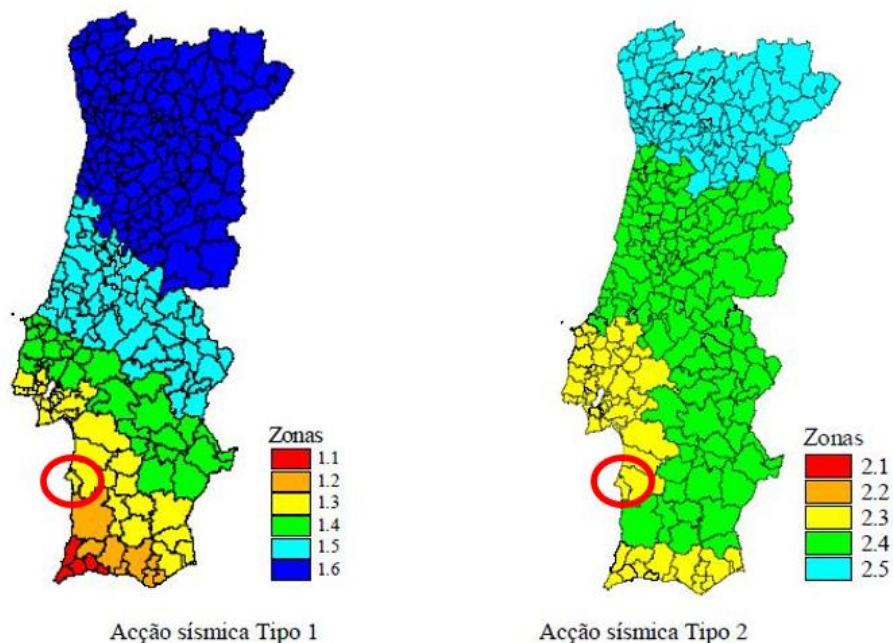 Zonas
1.1
1.2
1.3
1.4
1.5
1.6
Acção sísmica Tipo 1
Zonas
2.1
2.2
2.3
2.4
2.5
Acção sísmica Tipo 2